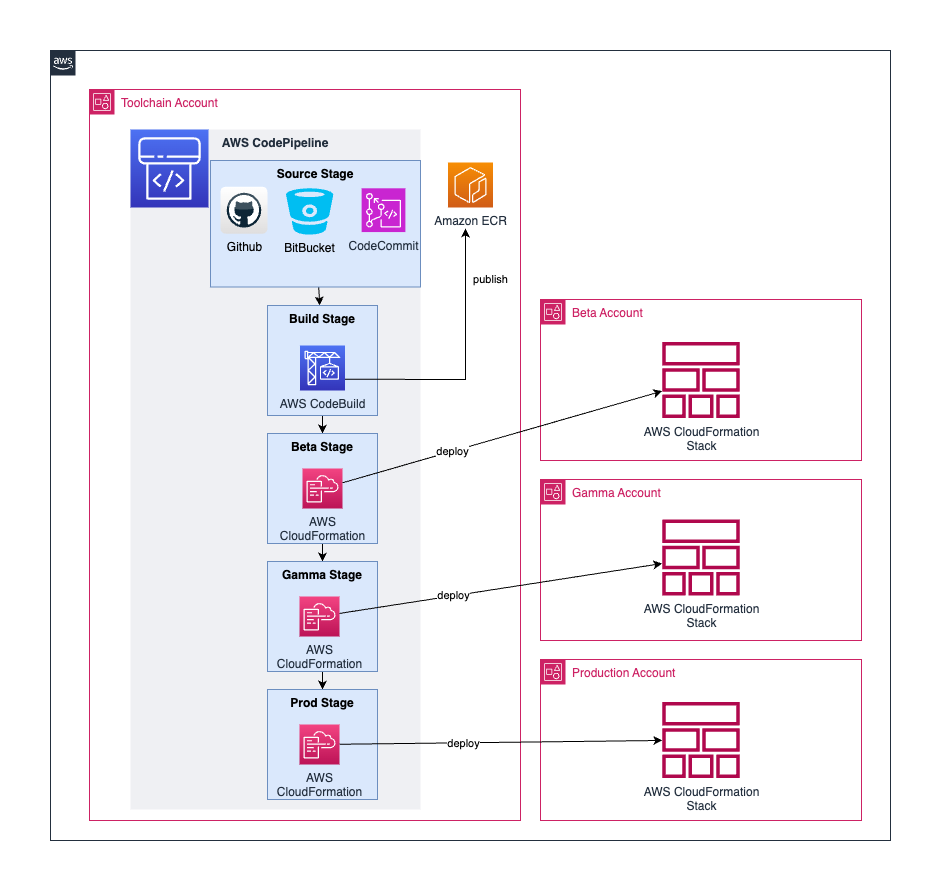 aws
Toolchain Account
AWS CodePipeline
Source Stage
Github
BitBucket
CodeCommit
Amazon ECR
publish
Build Stage
AWS CodeBuild
Beta Stage
AWS
CloudFormation
deploy
Gamma Stage
AWS
CloudFormation
deploy
Prod Stage
AWS
CloudFormation
deploy
Beta Account
AWS CloudFormation
Stack
Gamma Account
AWS CloudFormation
Stack
Production Account
AWS CloudFormation
Stack